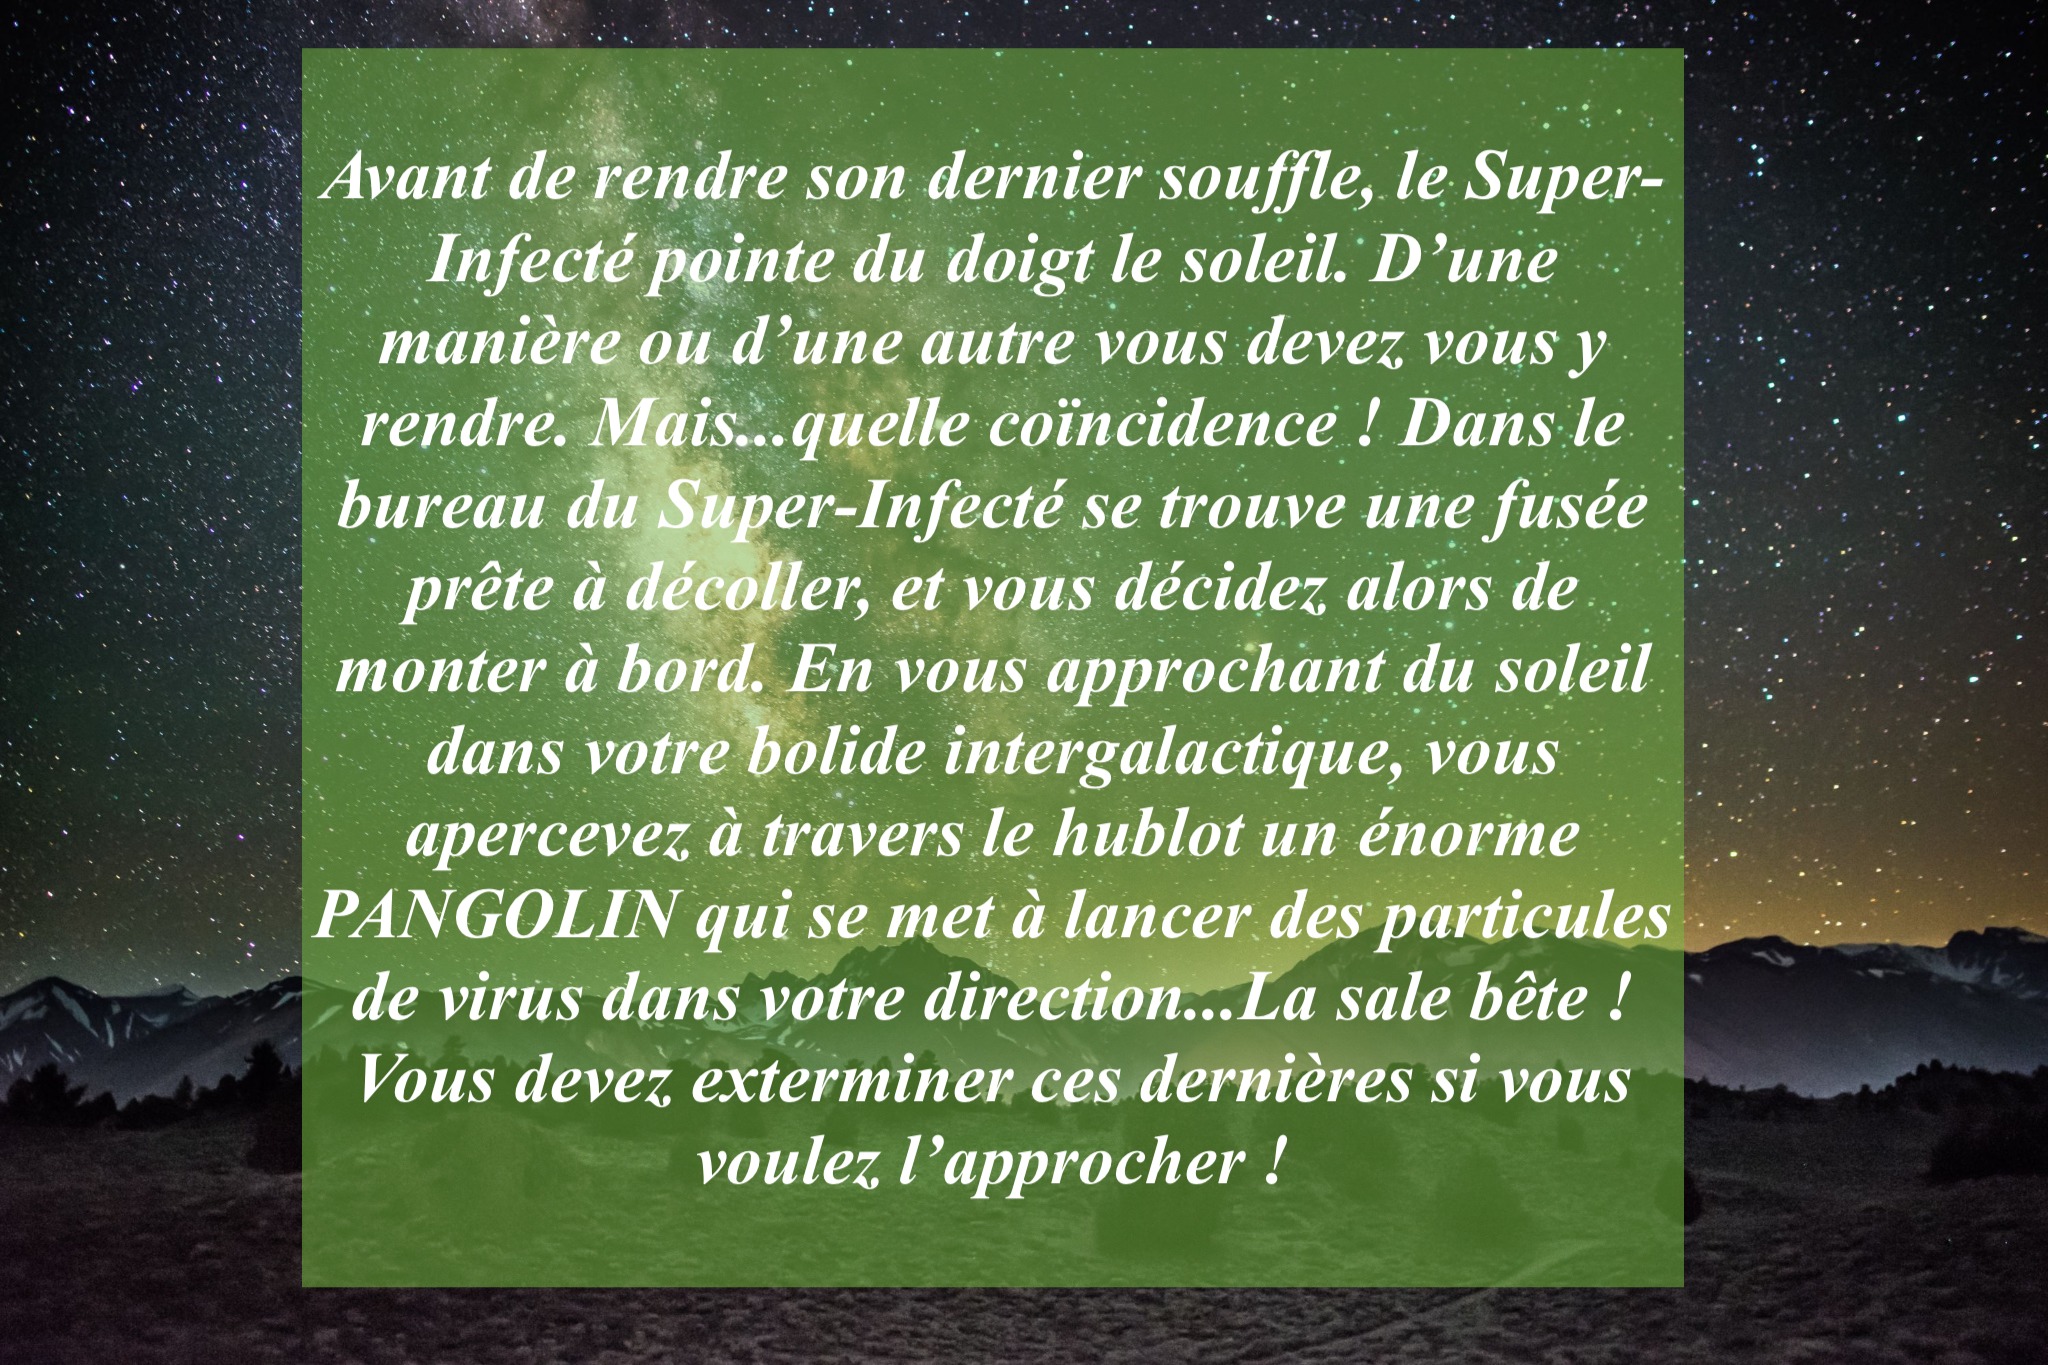 Avant de rendre son dernier souffle, le Super-
Infecté pointe du doigt le soleil. D’une
manière ou d’une autre vous devez vous y
rendre. Mais...quelle coïncidence ! Dans le
bureau du Super-Infecté se trouve une fusée
prête à décoller, et vous décidez alors de
monter à bord. En vous approchant du soleil
dans votre bolide intergalactique, vous
apercevez à travers le hublot un énorme
PANGOLIN qui se met à lancer des particules
de virus dans votre direction...La sale bête !
Vous devez exterminer ces dernières si vous
voulez l’approcher !